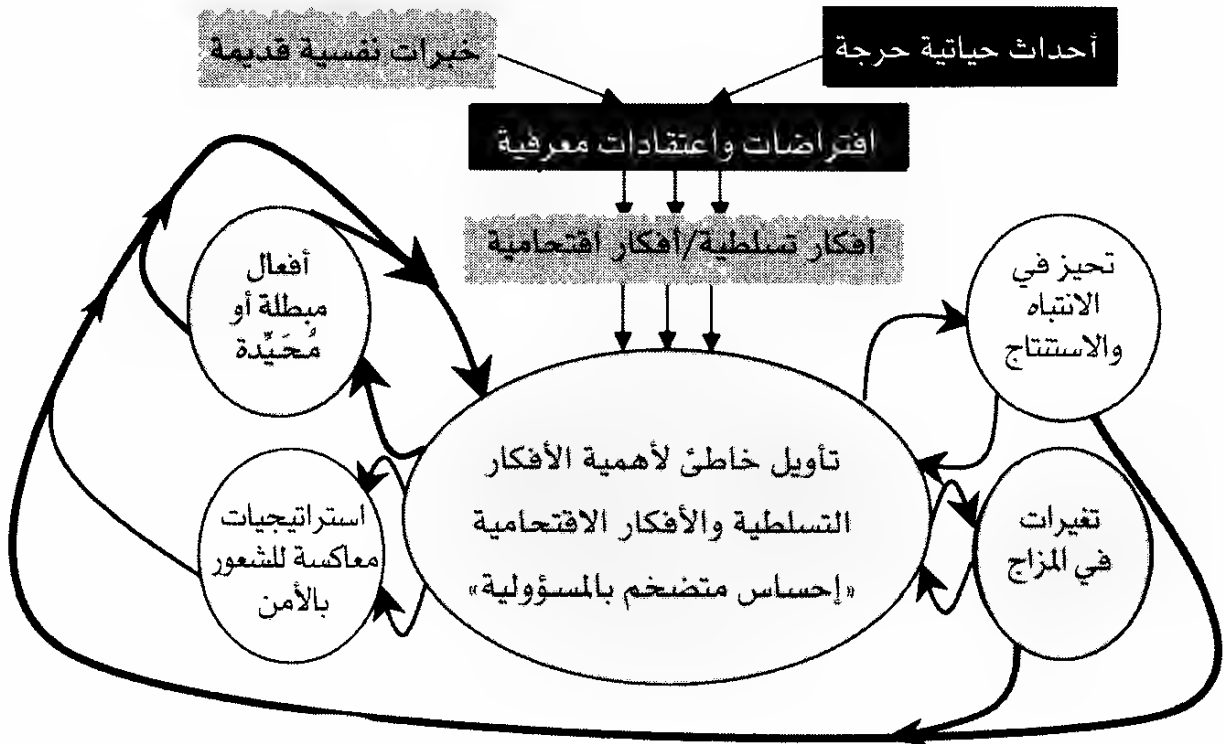 خبرات نفسية قديمة
أحداث حياتية حرجة
افتراضات واعتقادات معرفية
أفكار تسلطية/أفكار اقتحامية
تحيز في
الانتباه
والاستنتاج
أفعال
مبطلة أو
مُحَيِّدة
تأويل خاطئ لأهمية الأفكار
التسلطية والأفكار الاقتحامية
«إحساس متضخم بالمسؤولية»
تغيرات
في المزاج
استراتيجيات
معاكسة للشعور
بالأمن